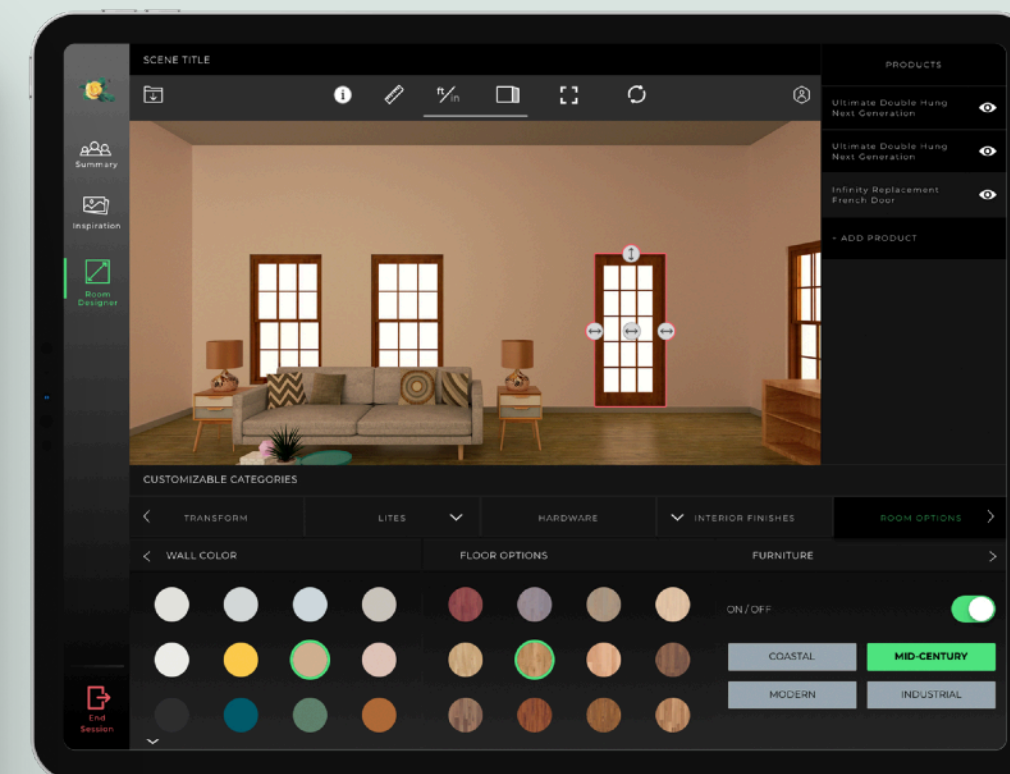 SCENE TITLE
PRODUCTS
ft/in
Ultimate Double Hung
Next Generation
Ultimate Double Hung
Next Generation
Infinity Replacement
French Door
+ ADD PRODUCT
Summary
Inspiration
Room
Designer
End
Session
CUSTOMIZABLE CATEGORIES
TRANSFORM
LITES
HARDWARE
INTERIOR FINISHES
ROOM OPTIONS
WALL COLOR
FLOOR OPTIONS
FURNITURE
ON / OFF
COASTAL
MID-CENTURY
MODERN
INDUSTRIAL